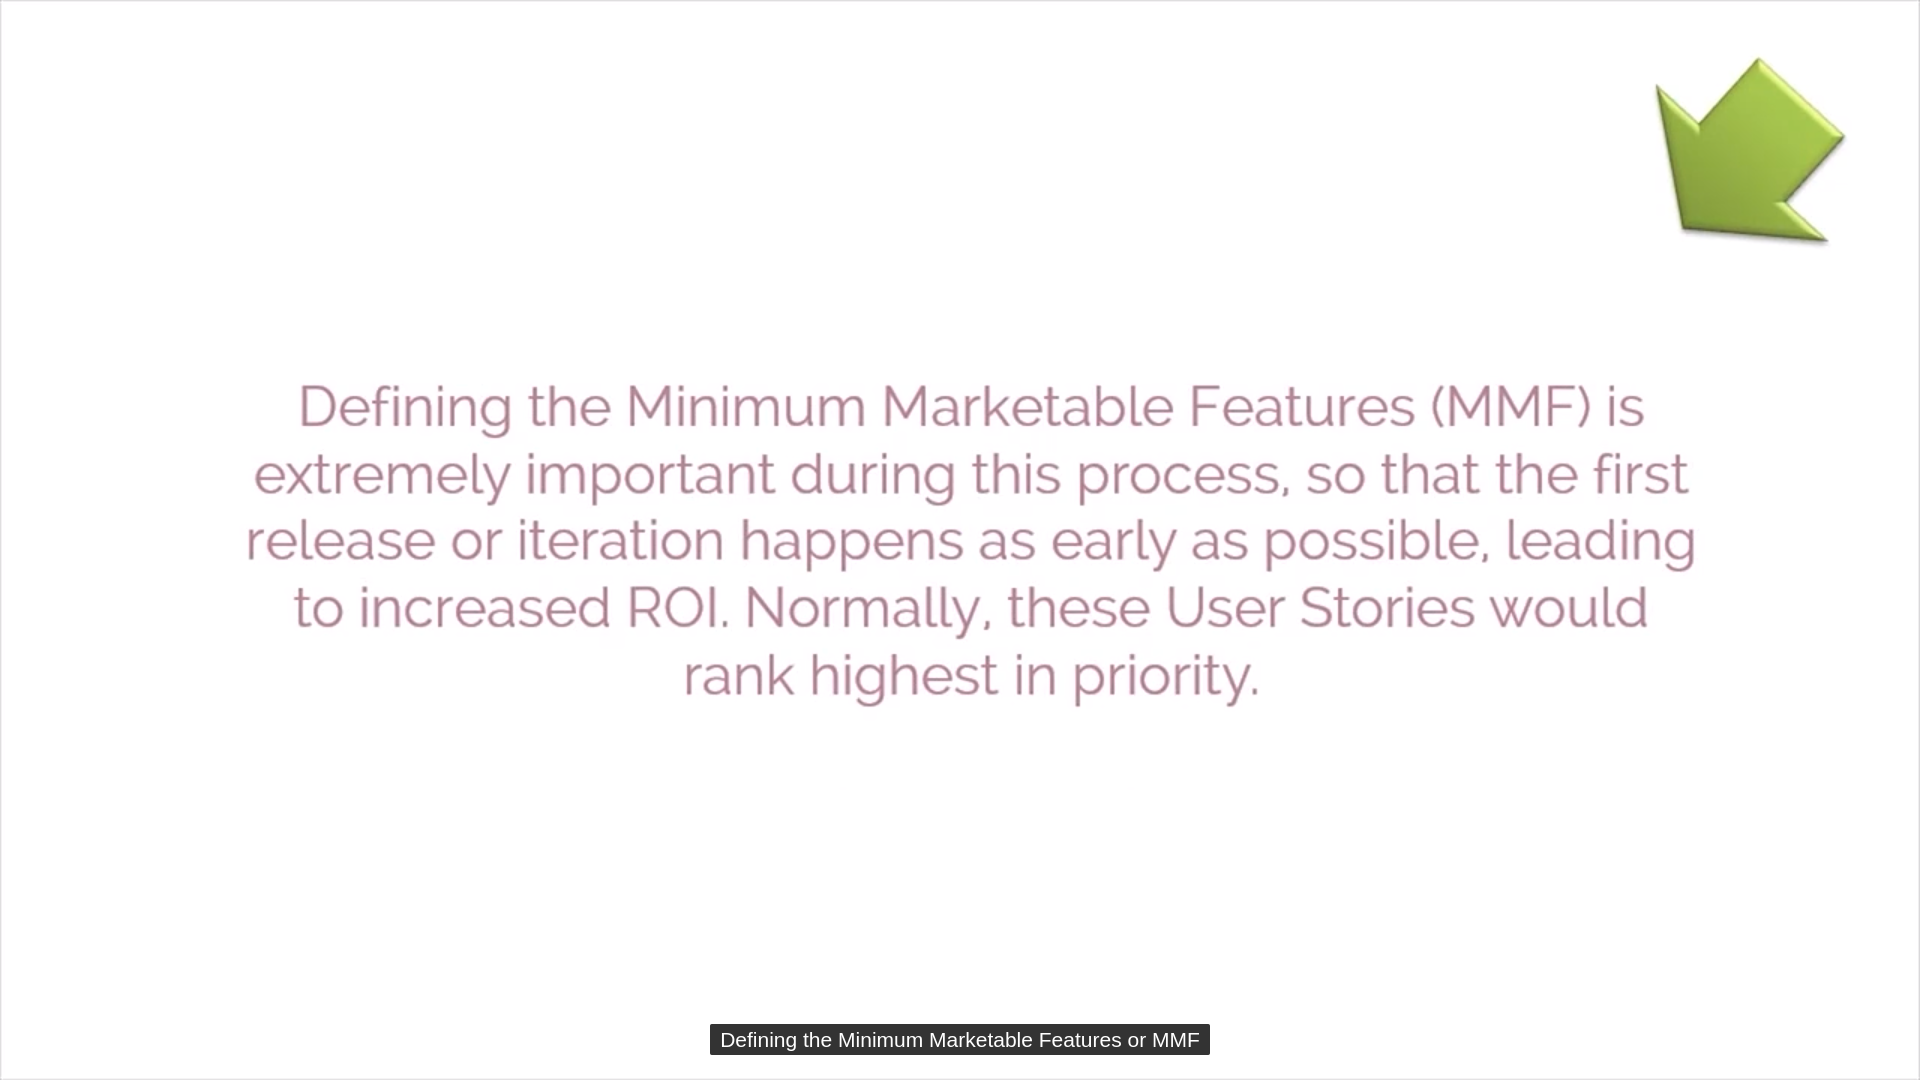 Defining the Minimum Marketable Features (MMF) is
extremely important during this process, so that the first
release or iteration happens as early as possible, leading
to increased ROI. Normally, these User Stories would
rank highest in priority.
Defining the Minimum Marketable Features or MMF